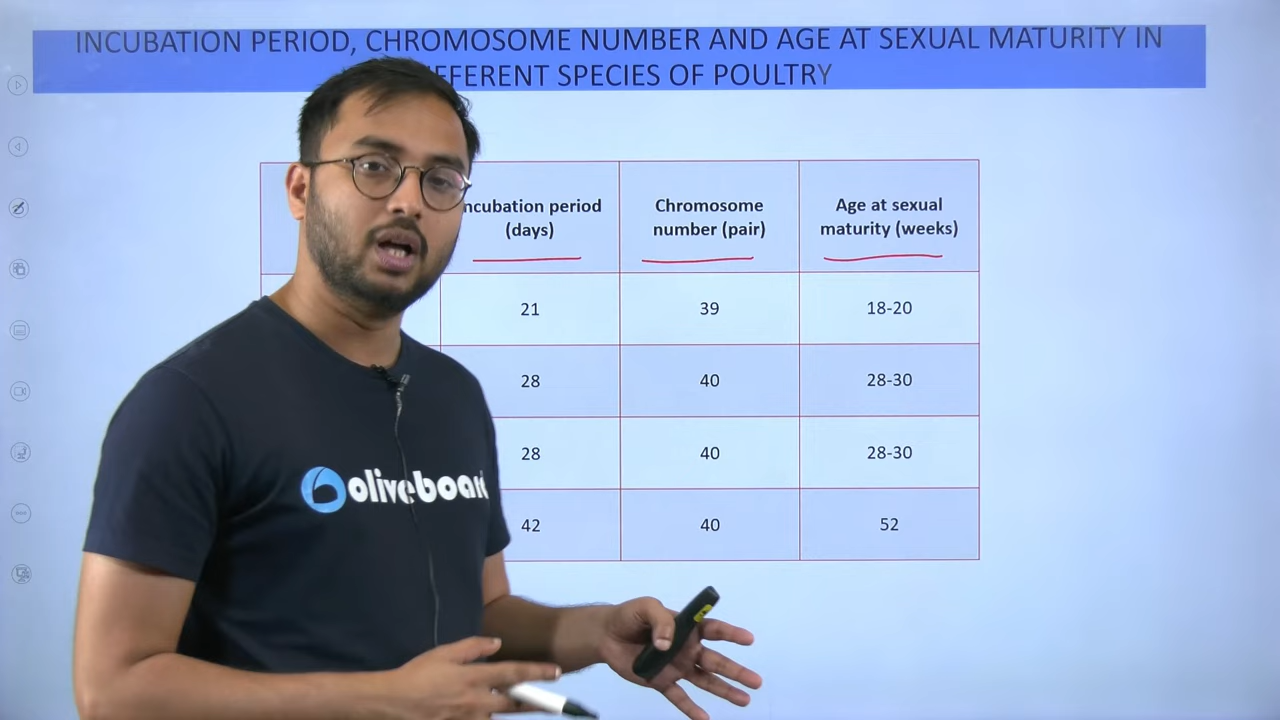 INCUBATION PERIOD, CHROMOSOME NUMBER AND AGE AT SEXUAL MATURITY IN
SPECIES OF POULTRY
period
(days)
Chromosome
number (pair)
Age at sexual
maturity (weeks)
21
39
18-20
28
40
28-30
28
40
28-30
42
40
52
oliveboard